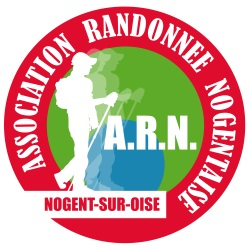 ASSOCIATION RANDONNEE NOGENTAISE
A.R.N.
NOGENT-SUR-OISE